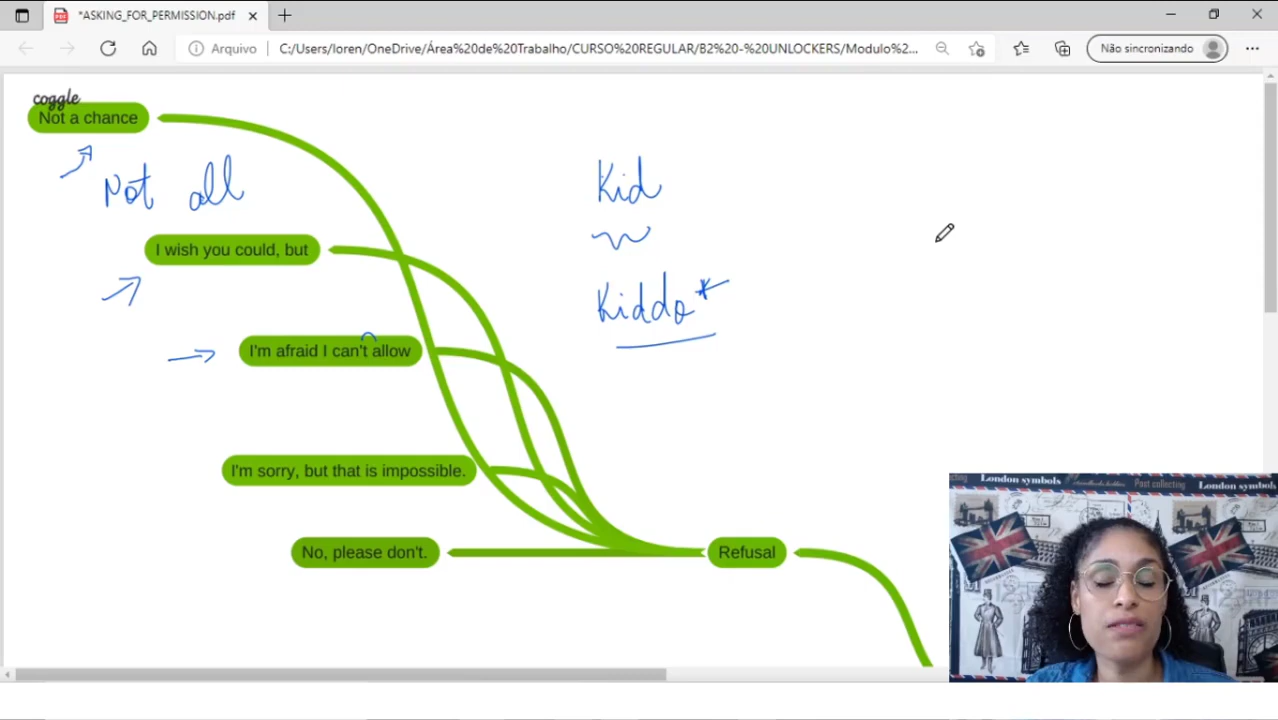 *ASKING_FOR_PERMISSION.pdf
Arquivo
C:/Users/loren/OneDrive/Área%20de%20Trabalho/CURSO%20REGULAR/B2%20-%20UNLOCKERS/Modulo%2...
Não sincronizando
coggle
Not a chance
Not all
Kid
I wish you could, but
Kiddo*
I'm afraid I can't allow
I'm sorry, but that is impossible.
No, please don't.
Refusal
London symbols
Post collecting
London symbols